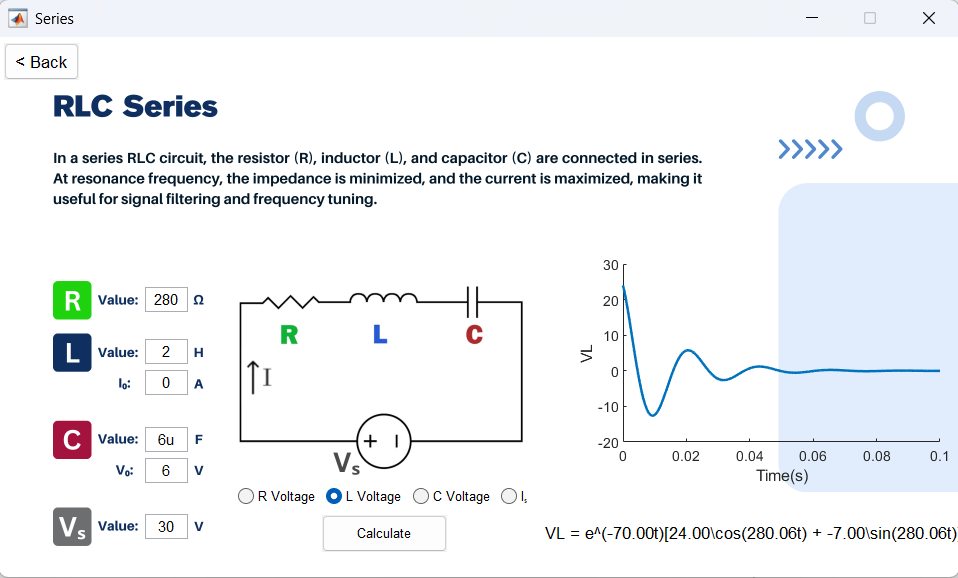 Series
< Back
RLC Series
In a series RLC circuit, the resistor (R), inductor (L), and capacitor (C) are connected in series.
At resonance frequency, the impedance is minimized, and the current is maximized, making it
useful for signal filtering and frequency tuning.
R Value: 280 Ω
L Value: 2 H
I₀: 0 A
C Value: 6u F
V₀: 6 V
Vs Value: 30 V
R L C
I
+ I
Vs
R Voltage L Voltage C Voltage Iₛ
Calculate
30
20
10
0
-10
-20
VL
0 0.02 0.04 0.06 0.08 0.1
Time(s)
VL = e^(-70.00t)[24.00\cos(280.06t) + -7.00\sin(280.06t)